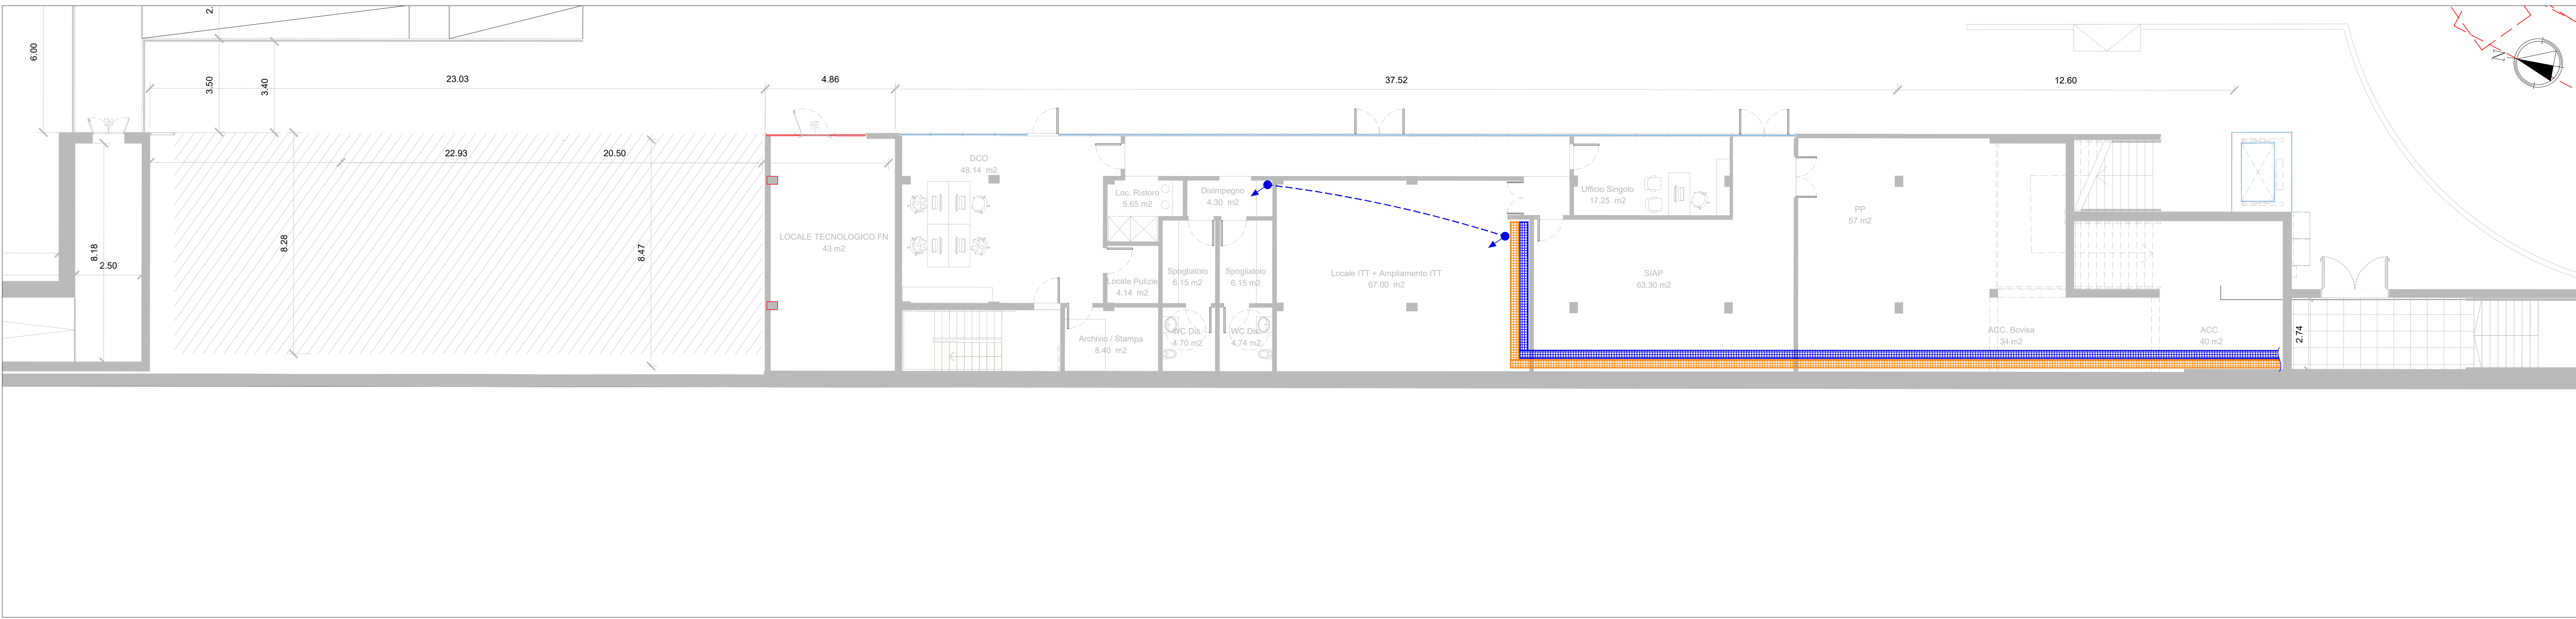 6.00
2.
3.50
3.40
23.03
4.86
37.52
12.60
N
22.93
20.50
8.18
2.50
8.28
8.47
LOCALE TECNOLOGICO FN
43 m2
DCO
48.14 m2
Loc. Ristoro
5.65 m2
Disimpegno
4.30 m2
Locale Pulizie
4.14 m2
Spogliatoio
6.15 m2
Spogliatoio
6.15 m2
Archivio / Stampa
8.40 m2
WC Dis.
4.70 m2
WC Dis.
4,74 m2
Locale ITT + Ampliamento ITT
67.00 m2
Ufficio Singolo
17.25 m2
SIAP
63.30 m2
PP
57 m2
ACC. Bovisa
34 m2
ACC.
40 m2
2.74